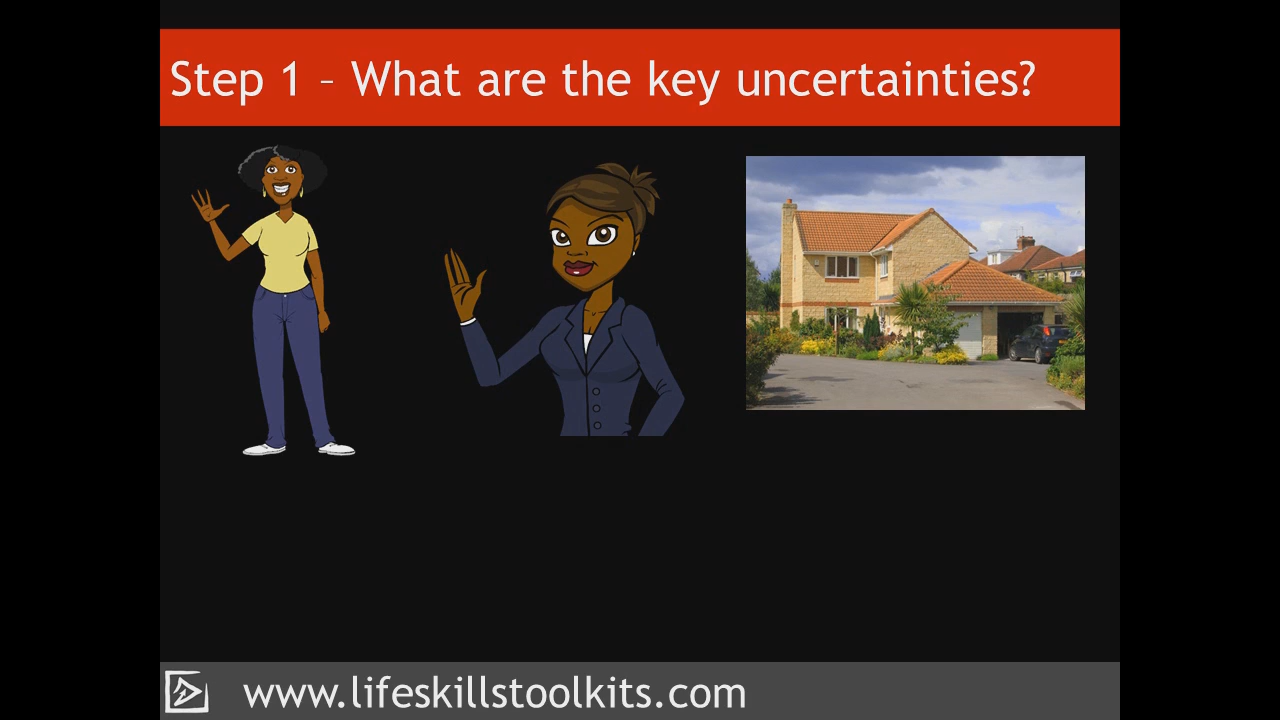 Step 1 – What are the key uncertainties?
www.lifeskillstoolkits.com